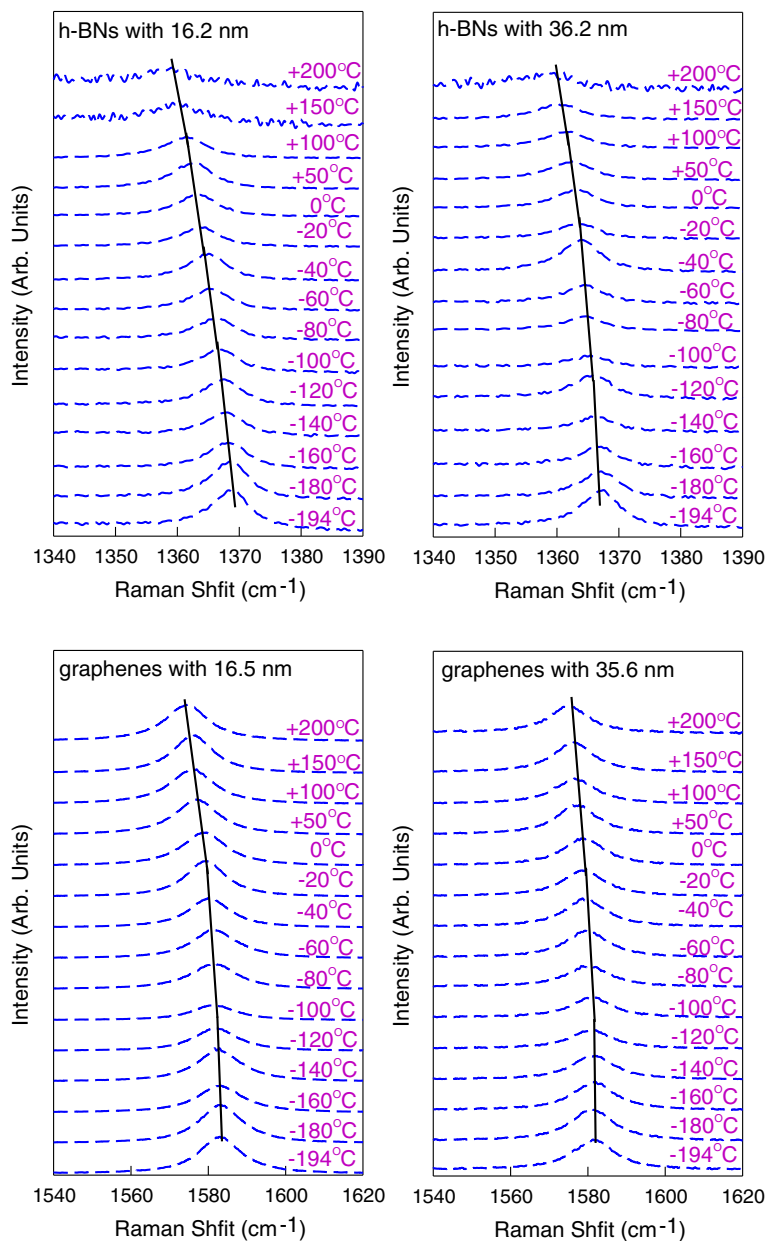 h-BNs with 16.2 nm
+200°C
+150°C
+100°C
+50°C
0°C
-20°C
-40°C
-60°C
-80°C
-100°C
-120°C
-140°C
-160°C
-180°C
-194°C
Intensity (Arb. Units)
1340 1350 1360 1370 1380 1390
Raman Shfit (cm-1)
h-BNs with 36.2 nm
+200°C
+150°C
+100°C
+50°C
0°C
-20°C
-40°C
-60°C
-80°C
-100°C
-120°C
-140°C
-160°C
-180°C
-194°C
Intensity (Arb. Units)
1340 1350 1360 1370 1380 1390
Raman Shfit (cm-1)
graphenes with 16.5 nm
+200°C
+150°C
+100°C
+50°C
0°C
-20°C
-40°C
-60°C
-80°C
-100°C
-120°C
-140°C
-160°C
-180°C
-194°C
Intensity (Arb. Units)
1540 1560 1580 1600 1620
Raman Shfit (cm-1)
graphenes with 35.6 nm
+200°C
+150°C
+100°C
+50°C
0°C
-20°C
-40°C
-60°C
-80°C
-100°C
-120°C
-140°C
-160°C
-180°C
-194°C
Intensity (Arb. Units)
1540 1560 1580 1600 1620
Raman Shfit (cm-1)